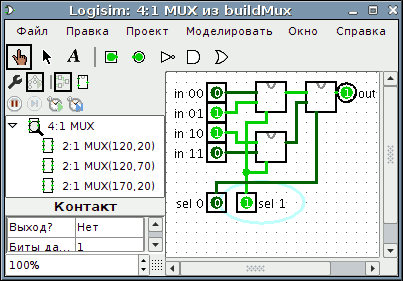 Logisim: 4:1 MUX из buildMux
Файл Правка Проект Моделировать Окно Справка
A
4:1 MUX
2:1 MUX(120,20)
2:1 MUX(120,70)
2:1 MUX(170,20)
Контакт
Выход? Нет
Биты да... 1
100%
in 00 0
in 01 1
in 10 1
in 11 0
1 out
sel 0 0
1 sel 1